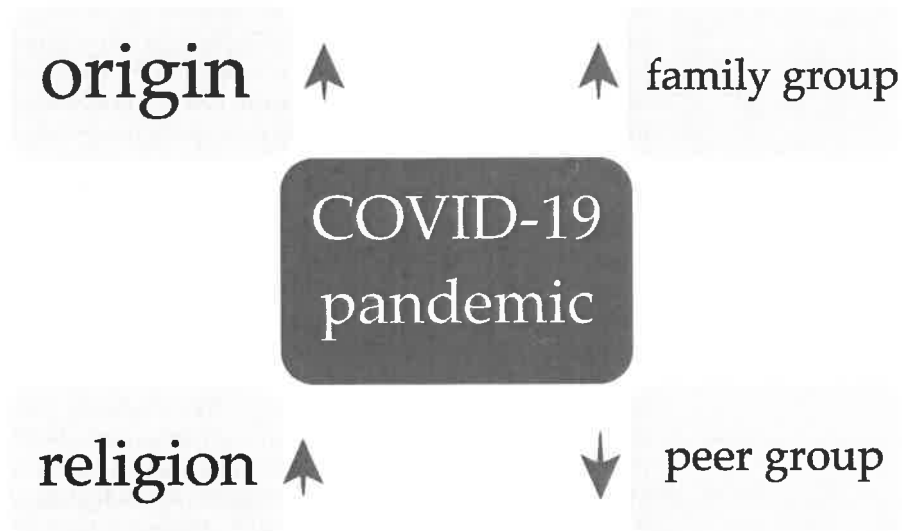 origin
family group
COVID-19
pandemic
religion
peer group